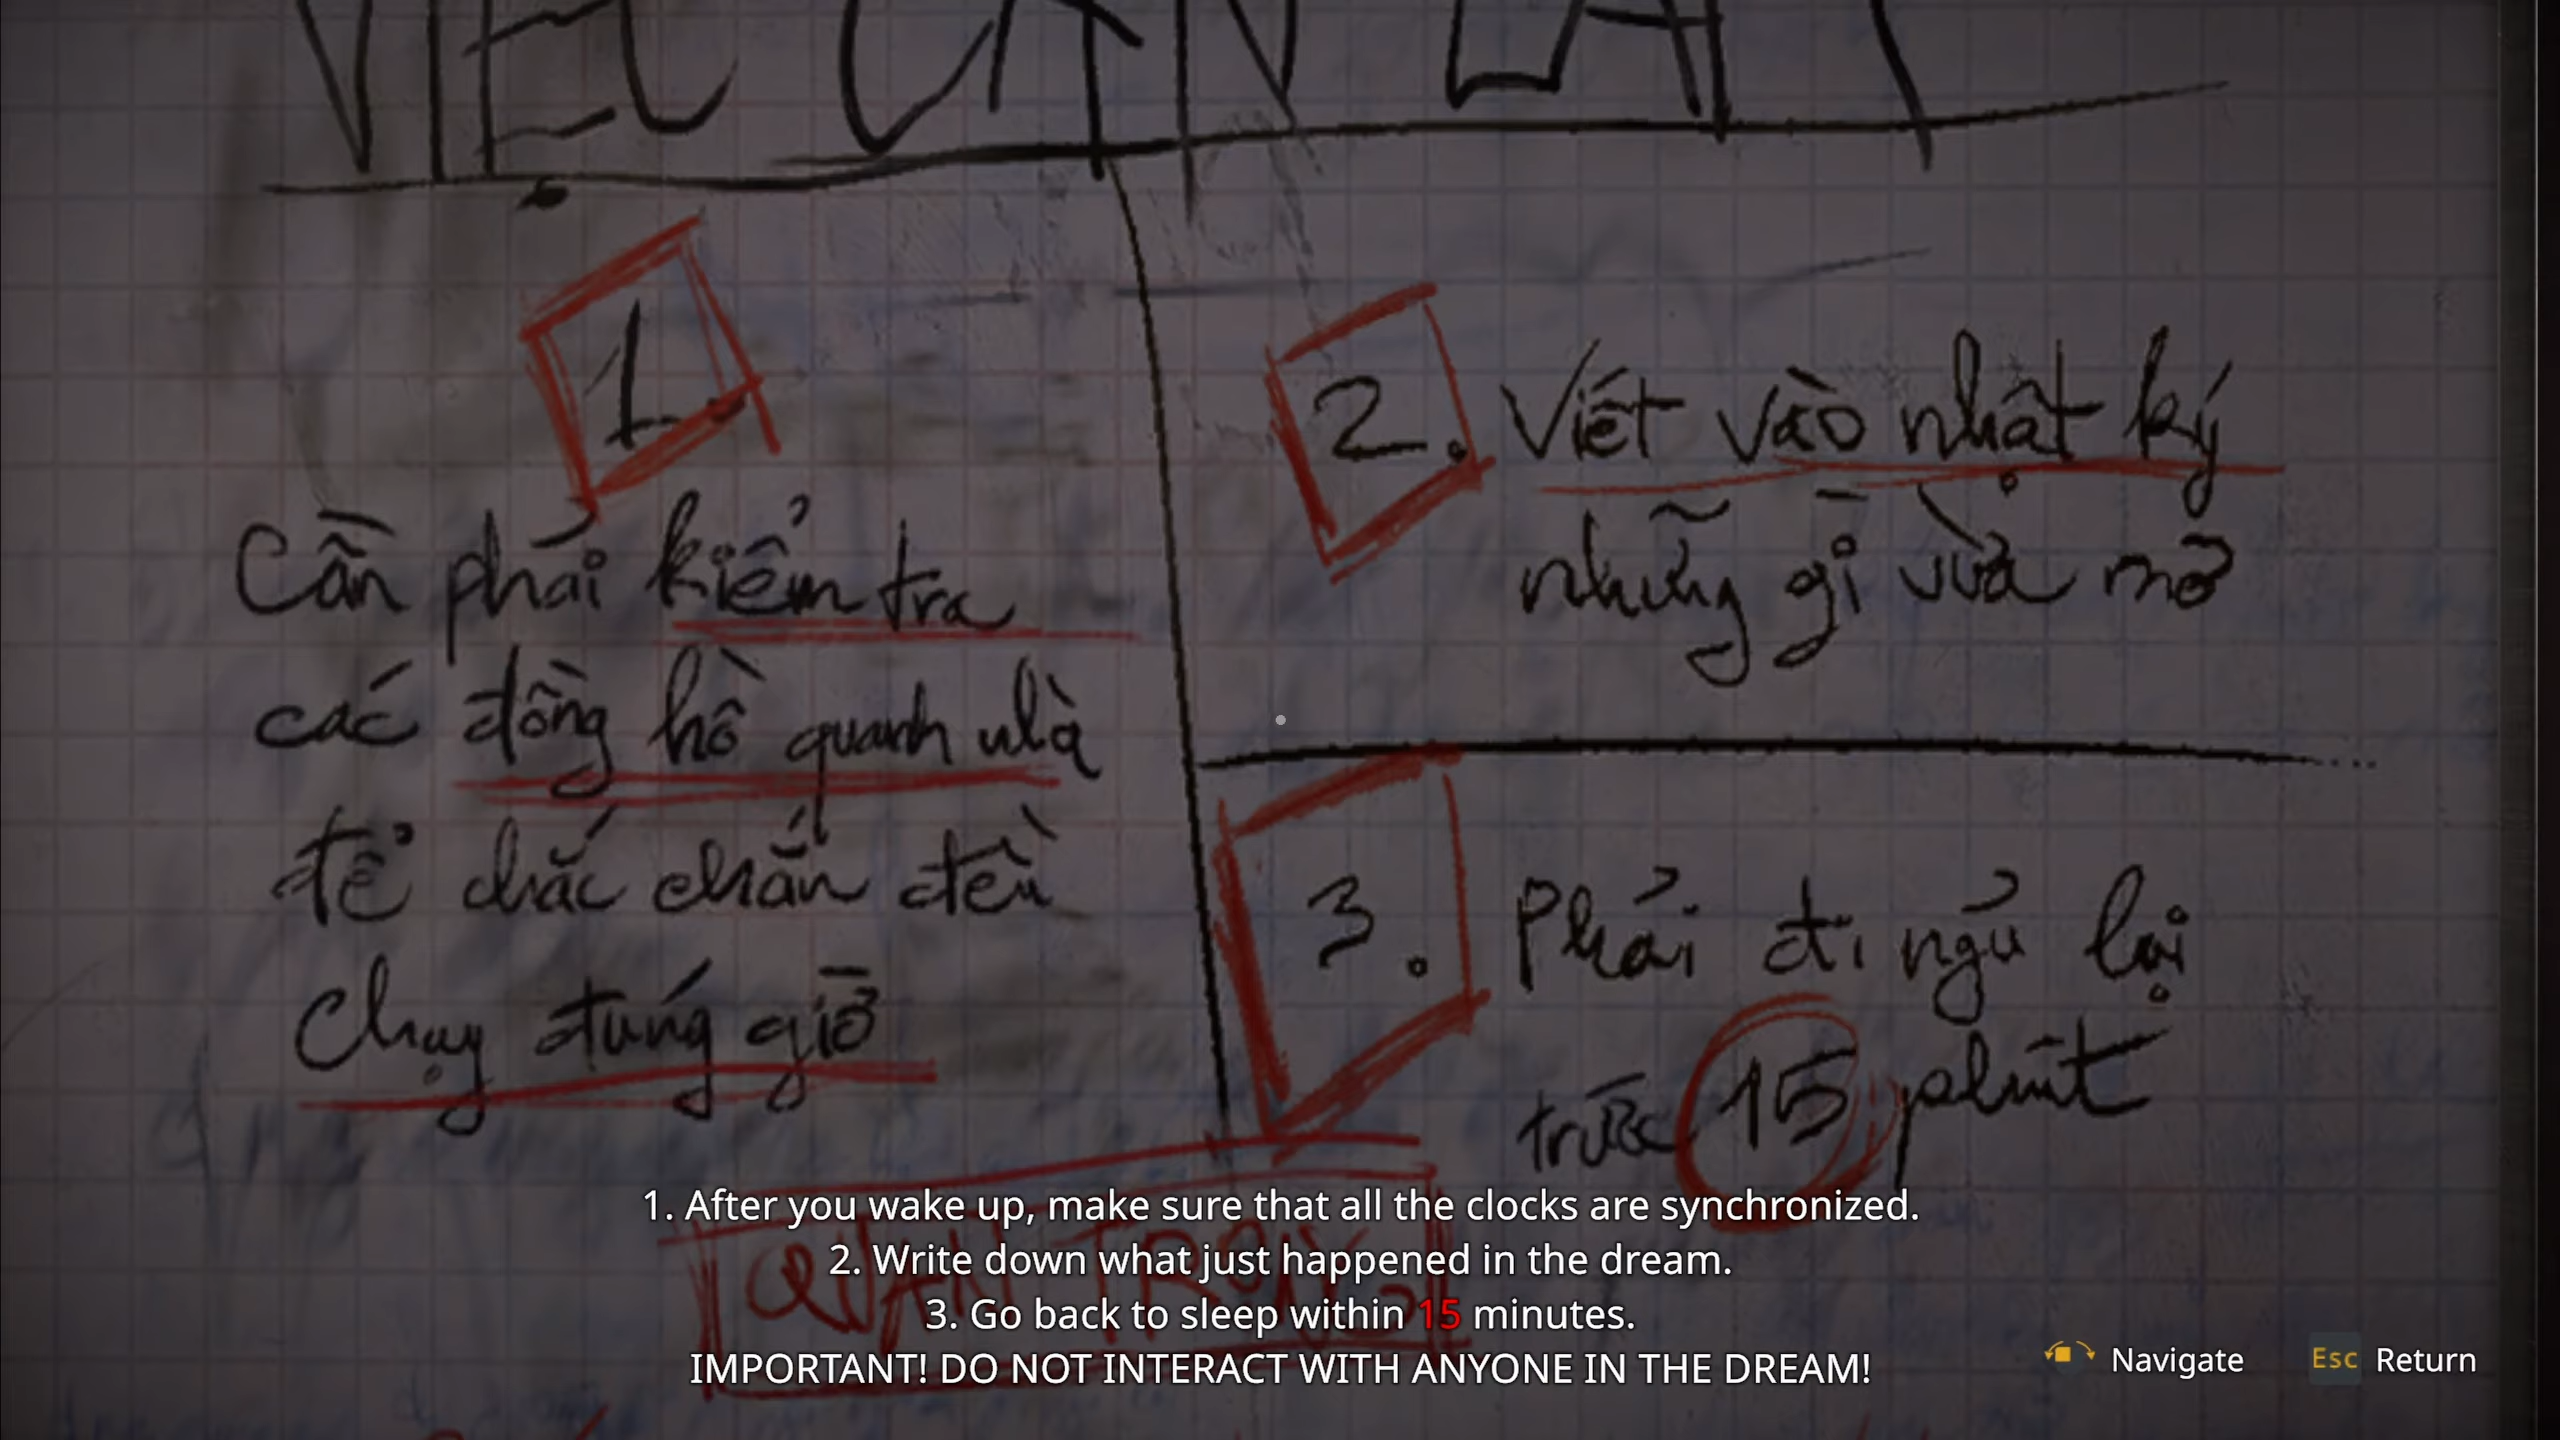 VIỆC CẦN LÀM
1.
Cần phải kiểm tra
các đồng hồ quanh nhà
để chắc chắn đều
Chạy đúng giờ
2. Viết vào nhật ký
những gì vừa mơ
3. Phải đi ngủ lại
trước 15 phút
QUAN TRỌNG
1. After you wake up, make sure that all the clocks are synchronized.
2. Write down what just happened in the dream.
3. Go back to sleep within 15 minutes.
IMPORTANT! DO NOT INTERACT WITH ANYONE IN THE DREAM!
Navigate
Esc Return